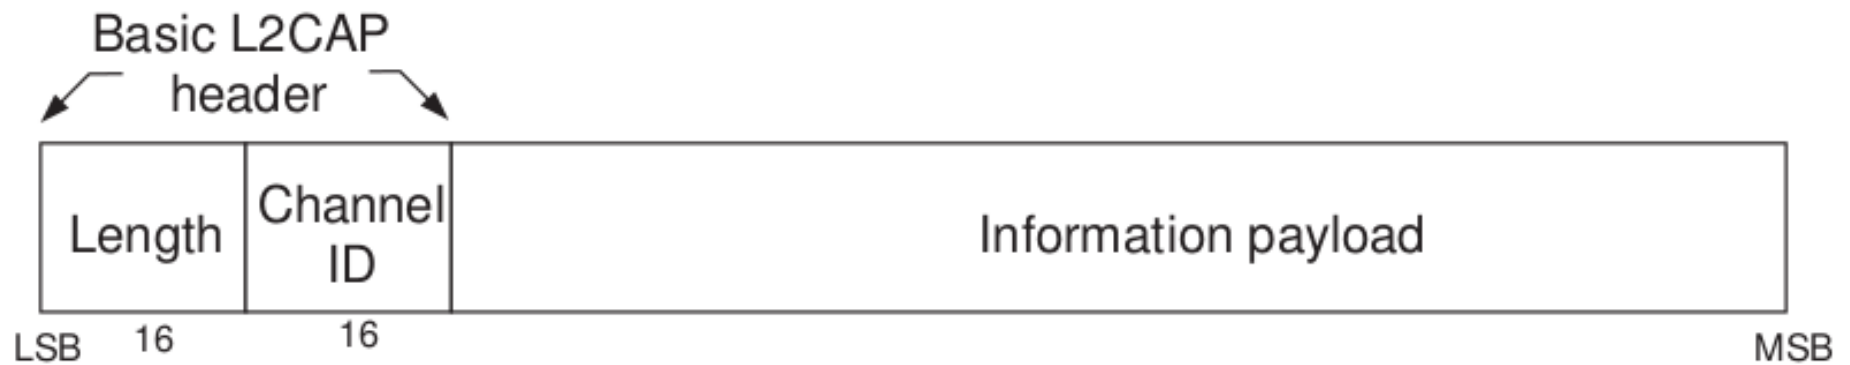 Basic L2CAP
header
Length
Channel
ID
Information payload
LSB
16
16
MSB